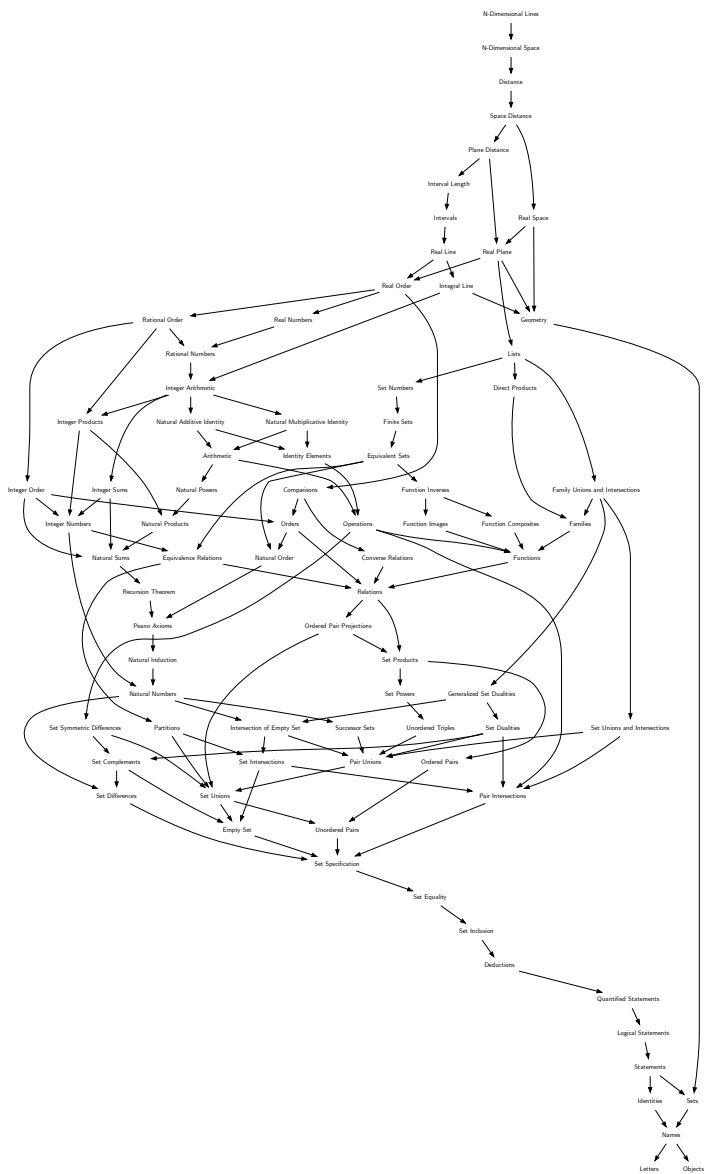 N-Dimensional Lines
N-Dimensional Space
Distance
Space Distance
Plane Distance
Interval Length
Intervals Real Space
Real Line Real Plane
Real Order Integral Line
Rational Order Real Numbers Geometry
Rational Numbers Lists
Integer Arithmetic Set Numbers Direct Products
Integer Products Natural Additive Identity Natural Multiplicative Identity Finite Sets
Arithmetic Identity Elements Equivalent Sets
Integer Order Integer Sums Natural Powers Comparisons Function Inverses Family Unions and Intersections
Integer Numbers Natural Products Orders Operations Function Images Function Composites Families
Natural Sums Equivalence Relations Natural Order Converse Relations Functions
Recursion Theorem Relations
Peano Axioms Ordered Pair Projections
Natural Induction Set Products
Natural Numbers Set Powers Generalized Set Dualities
Set Symmetric Differences Partitions Intersection of Empty Set Successor Sets Unordered Triples Set Dualities Set Unions and Intersections
Set Complements Set Intersections Pair Unions Ordered Pairs
Set Differences Set Unions Pair Intersections
Empty Set Unordered Pairs
Set Specification
Set Equality
Set Inclusion
Deductions
Quantified Statements
Logical Statements
Statements
Identities Sets
Names
Letters Objects